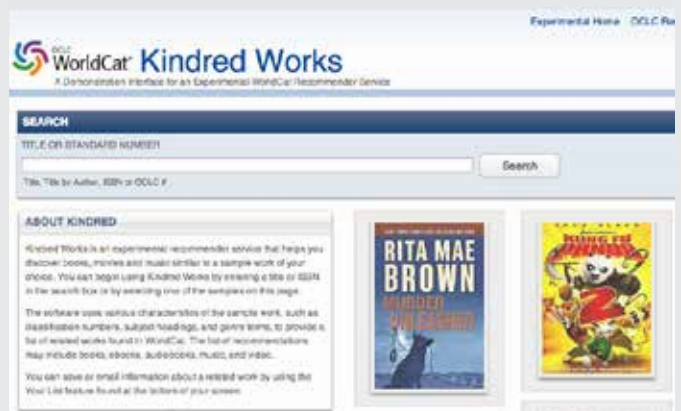 Experimental Home OCLC Re
OCLC
WorldCat Kindred Works
A Demonstration Interface for an Experimental WorldCat Recommender Service
SEARCH
TITLE OR STANDARD NUMBER
Search
Title, Title by Author, ISBN or OCLC #
ABOUT KINDRED
Kindred Works is an experimental recommender service that helps you
discover books, movies and music similar to a sample work of your
choice. You can begin using Kindred Works by entering a title or ISBN
in the search box or by selecting one of the samples on this page.
The software uses various characteristics of the sample work, such as
classification numbers, subject headings, and genre terms, to provide a
list of related works found in WorldCat. The list of recommendations
may include books, ebooks, audiobooks, music, and video.
You can save or email information about a related work by using the
Your List feature found at the bottom of your screen.
RITA MAE
BROWN
MURDER
UNLEASHED
JACK BLACK
KUNG FU
PANDA
2